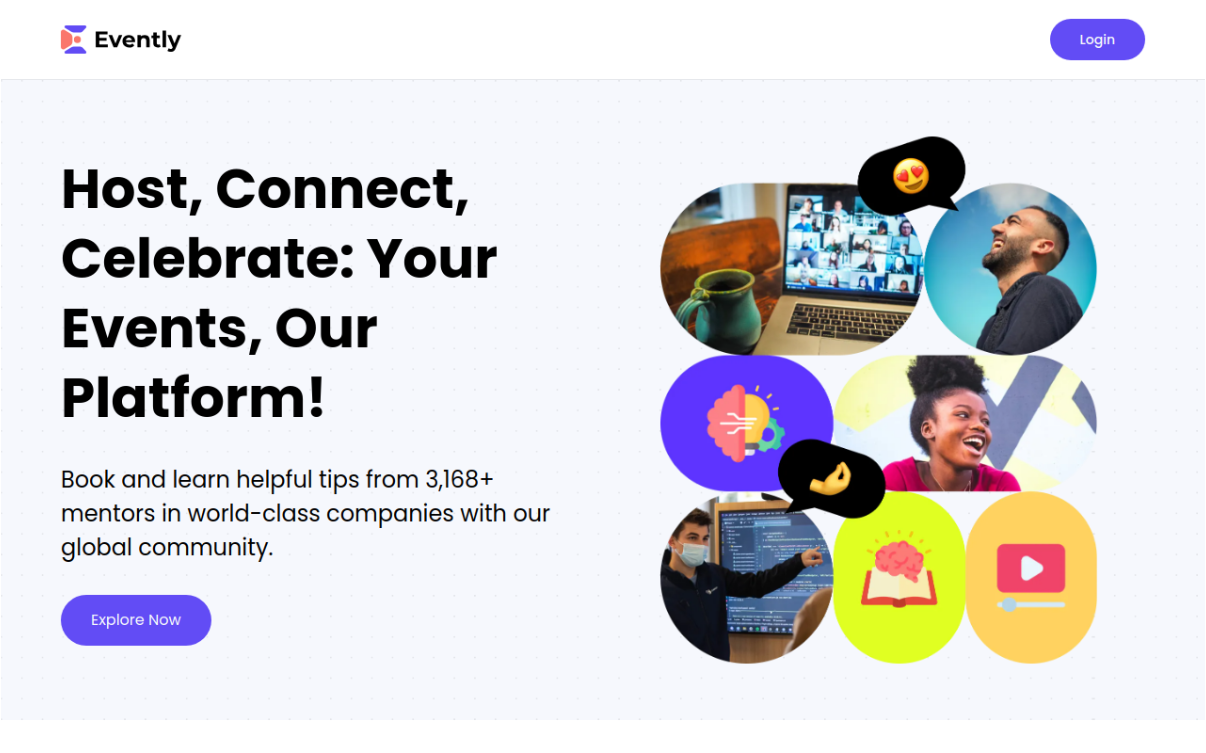 Evently
Login
Host, Connect,
Celebrate: Your
Events, Our
Platform!
Book and learn helpful tips from 3,168+
mentors in world-class companies with our
global community.
Explore Now